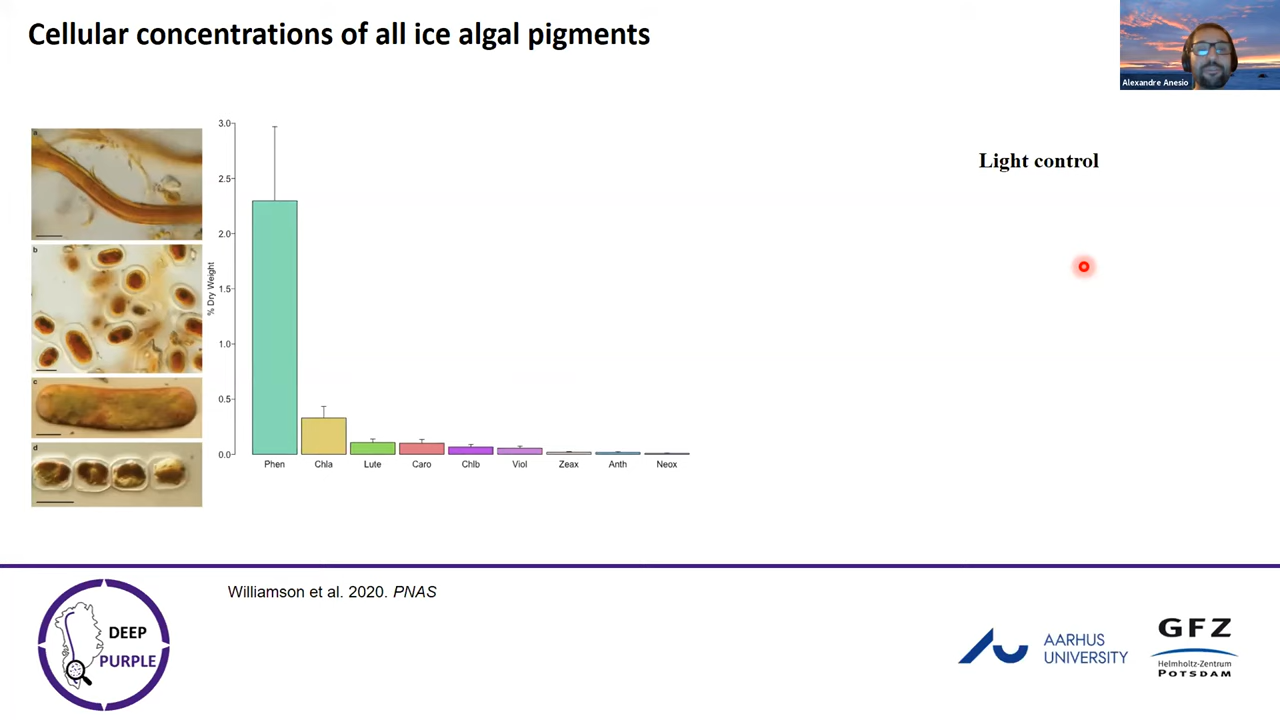 Cellular concentrations of all ice algal pigments
Alexandre Anesio
Light control
a
b
c
d
3.0
2.5
2.0
1.5
1.0
0.5
0.0
% Dry Weight
Phen Chla Lute Caro Chlb Viol Zeax Anth Neox
Williamson et al. 2020. PNAS
DEEP
PURPLE
AARHUS
UNIVERSITY
GFZ
Helmholtz-Zentrum
POTSDAM